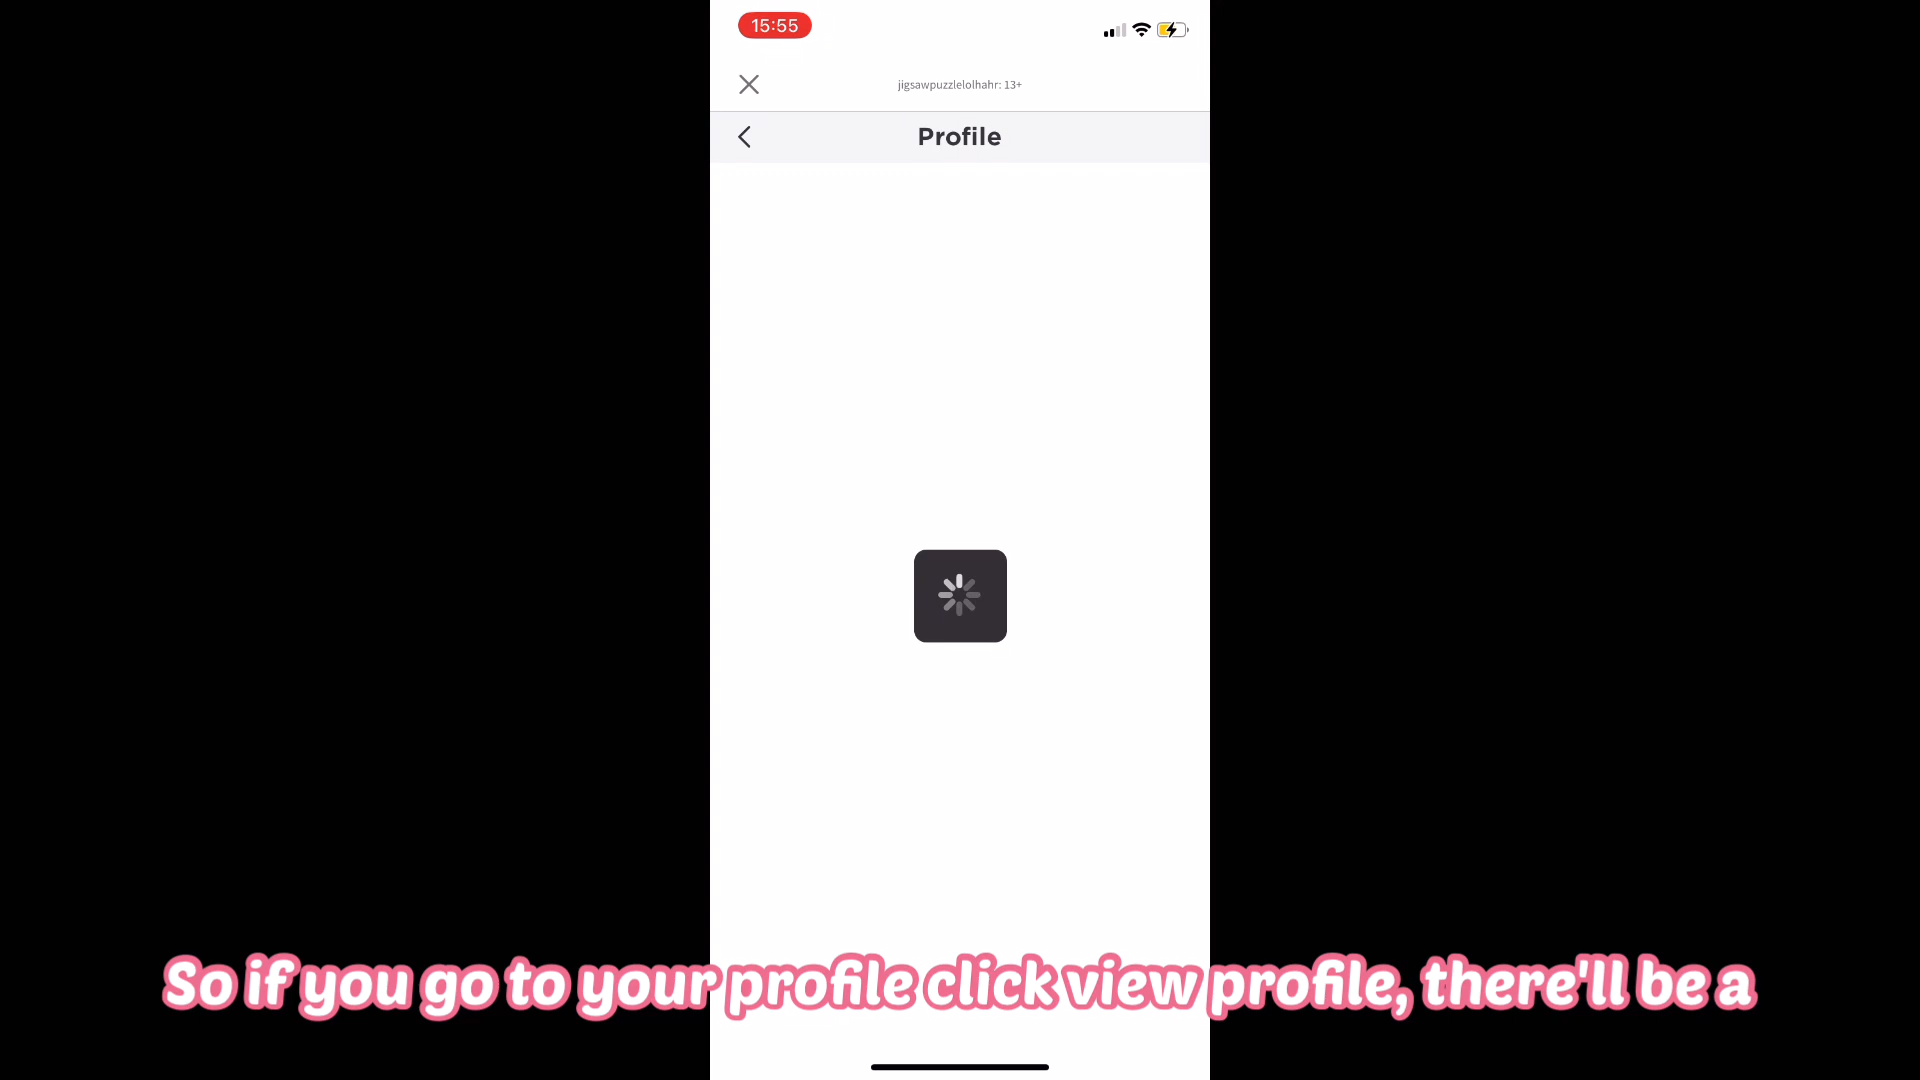 15:55
jigsawpuzzlelolhahr: 13+
Profile
So if you go to your profile click view profile, there'll be a